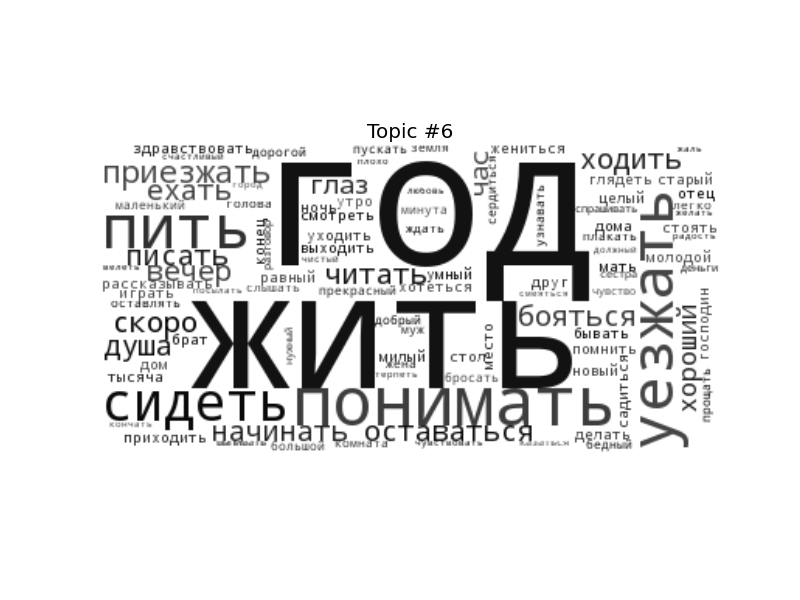 Topic #6
здравствовать
счастливый
дорогой
пускать
земля
плохо
жениться
жаль
приезжать
ехать
город
год
глаз
любовь
час
сердиться
ходить
глядеть
старый
маленький
голова
ночь
утро
смотреть
минута
узнавать
целый
отец
спрашивать
легко
желать
пить
конец
разговор
уходить
ждать
выходить
дома
плакать
стоять
радость
писать
чистый
должный
молодой
велеть
вечер
равный
читать
умный
мать
сестра
деньги
рассказывать
играть
посылать
слышать
прекрасный
хотеться
друг
смеяться
чувство
уезжать
оставлять
скоро
жить
добрый
муж
бояться
бывать
хороший
господин
душа
брат
нужный
милый
стол
место
помнить
дом
жена
тысяча
терпеть
бросать
новый
садиться
прощать
сидеть
понимать
кончать
приходить
начинать
оставаться
делать
бедный
большой
комната
чувствовать
казаться